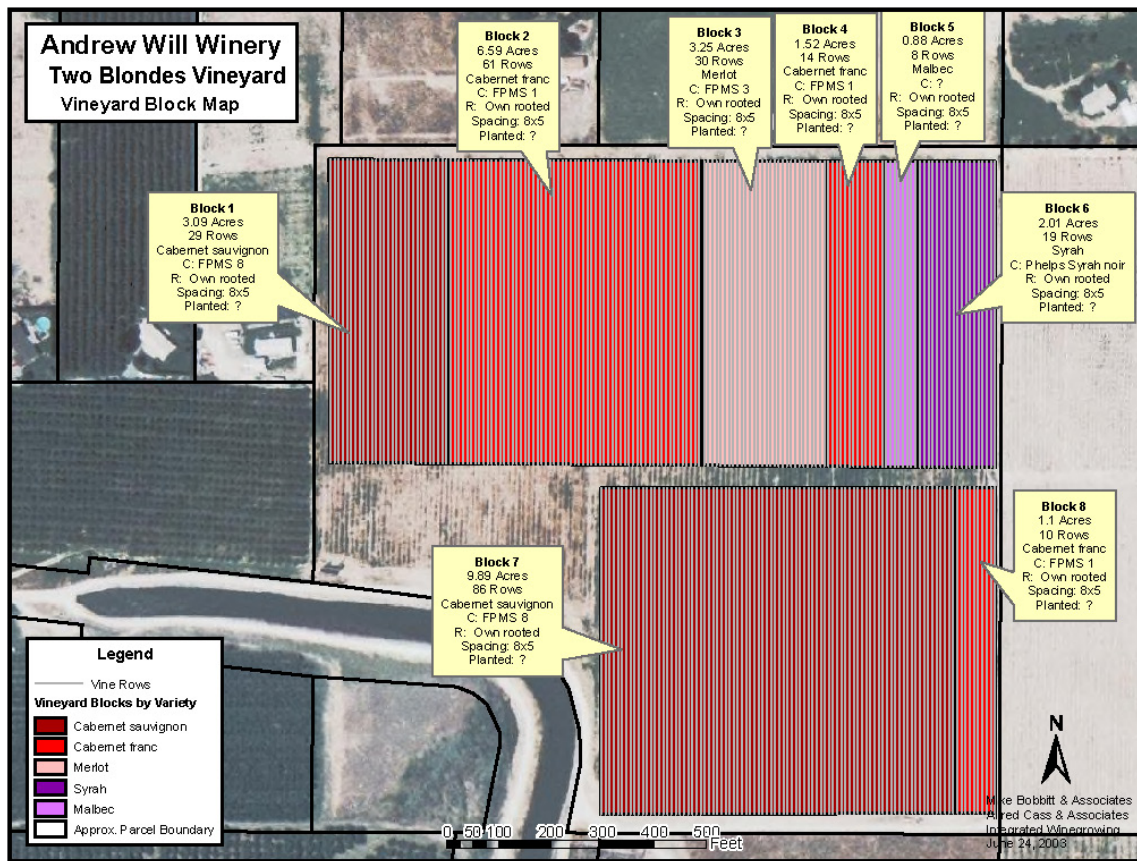 Andrew Will Winery
Two Blondes Vineyard
Vineyard Block Map
Block 1
3.09 Acres
29 Rows
Cabernet sauvignon
C: FPMS 8
R: Own rooted
Spacing: 8x5
Planted: ?
Block 2
6.59 Acres
61 Rows
Cabernet franc
C: FPMS 1
R: Own rooted
Spacing: 8x5
Planted: ?
Block 3
3.25 Acres
30 Rows
Merlot
C: FPMS 3
R: Own rooted
Spacing: 8x5
Planted: ?
Block 4
1.52 Acres
14 Rows
Cabernet franc
C: FPMS 1
R: Own rooted
Spacing: 8x5
Planted: ?
Block 5
0.88 Acres
8 Rows
Malbec
C: ?
R: Own rooted
Spacing: 8x5
Planted: ?
Block 6
2.01 Acres
19 Rows
Syrah
C: Phelps Syrah noir
R: Own rooted
Spacing: 8x5
Planted: ?
Block 7
9.89 Acres
86 Rows
Cabernet sauvignon
C: FPMS 8
R: Own rooted
Spacing: 8x5
Planted: ?
Block 8
1.1 Acres
10 Rows
Cabernet franc
C: FPMS 1
R: Own rooted
Spacing: 8x5
Planted: ?
Legend
Vine Rows
Vineyard Blocks by Variety
Cabernet sauvignon
Cabernet franc
Merlot
Syrah
Malbec
Approx. Parcel Boundary
0 50 100 200 300 400 500
Feet
N
Mike Bobbitt & Associates
Alfred Cass & Associates
Integrated Winegrowing
June 24, 2003